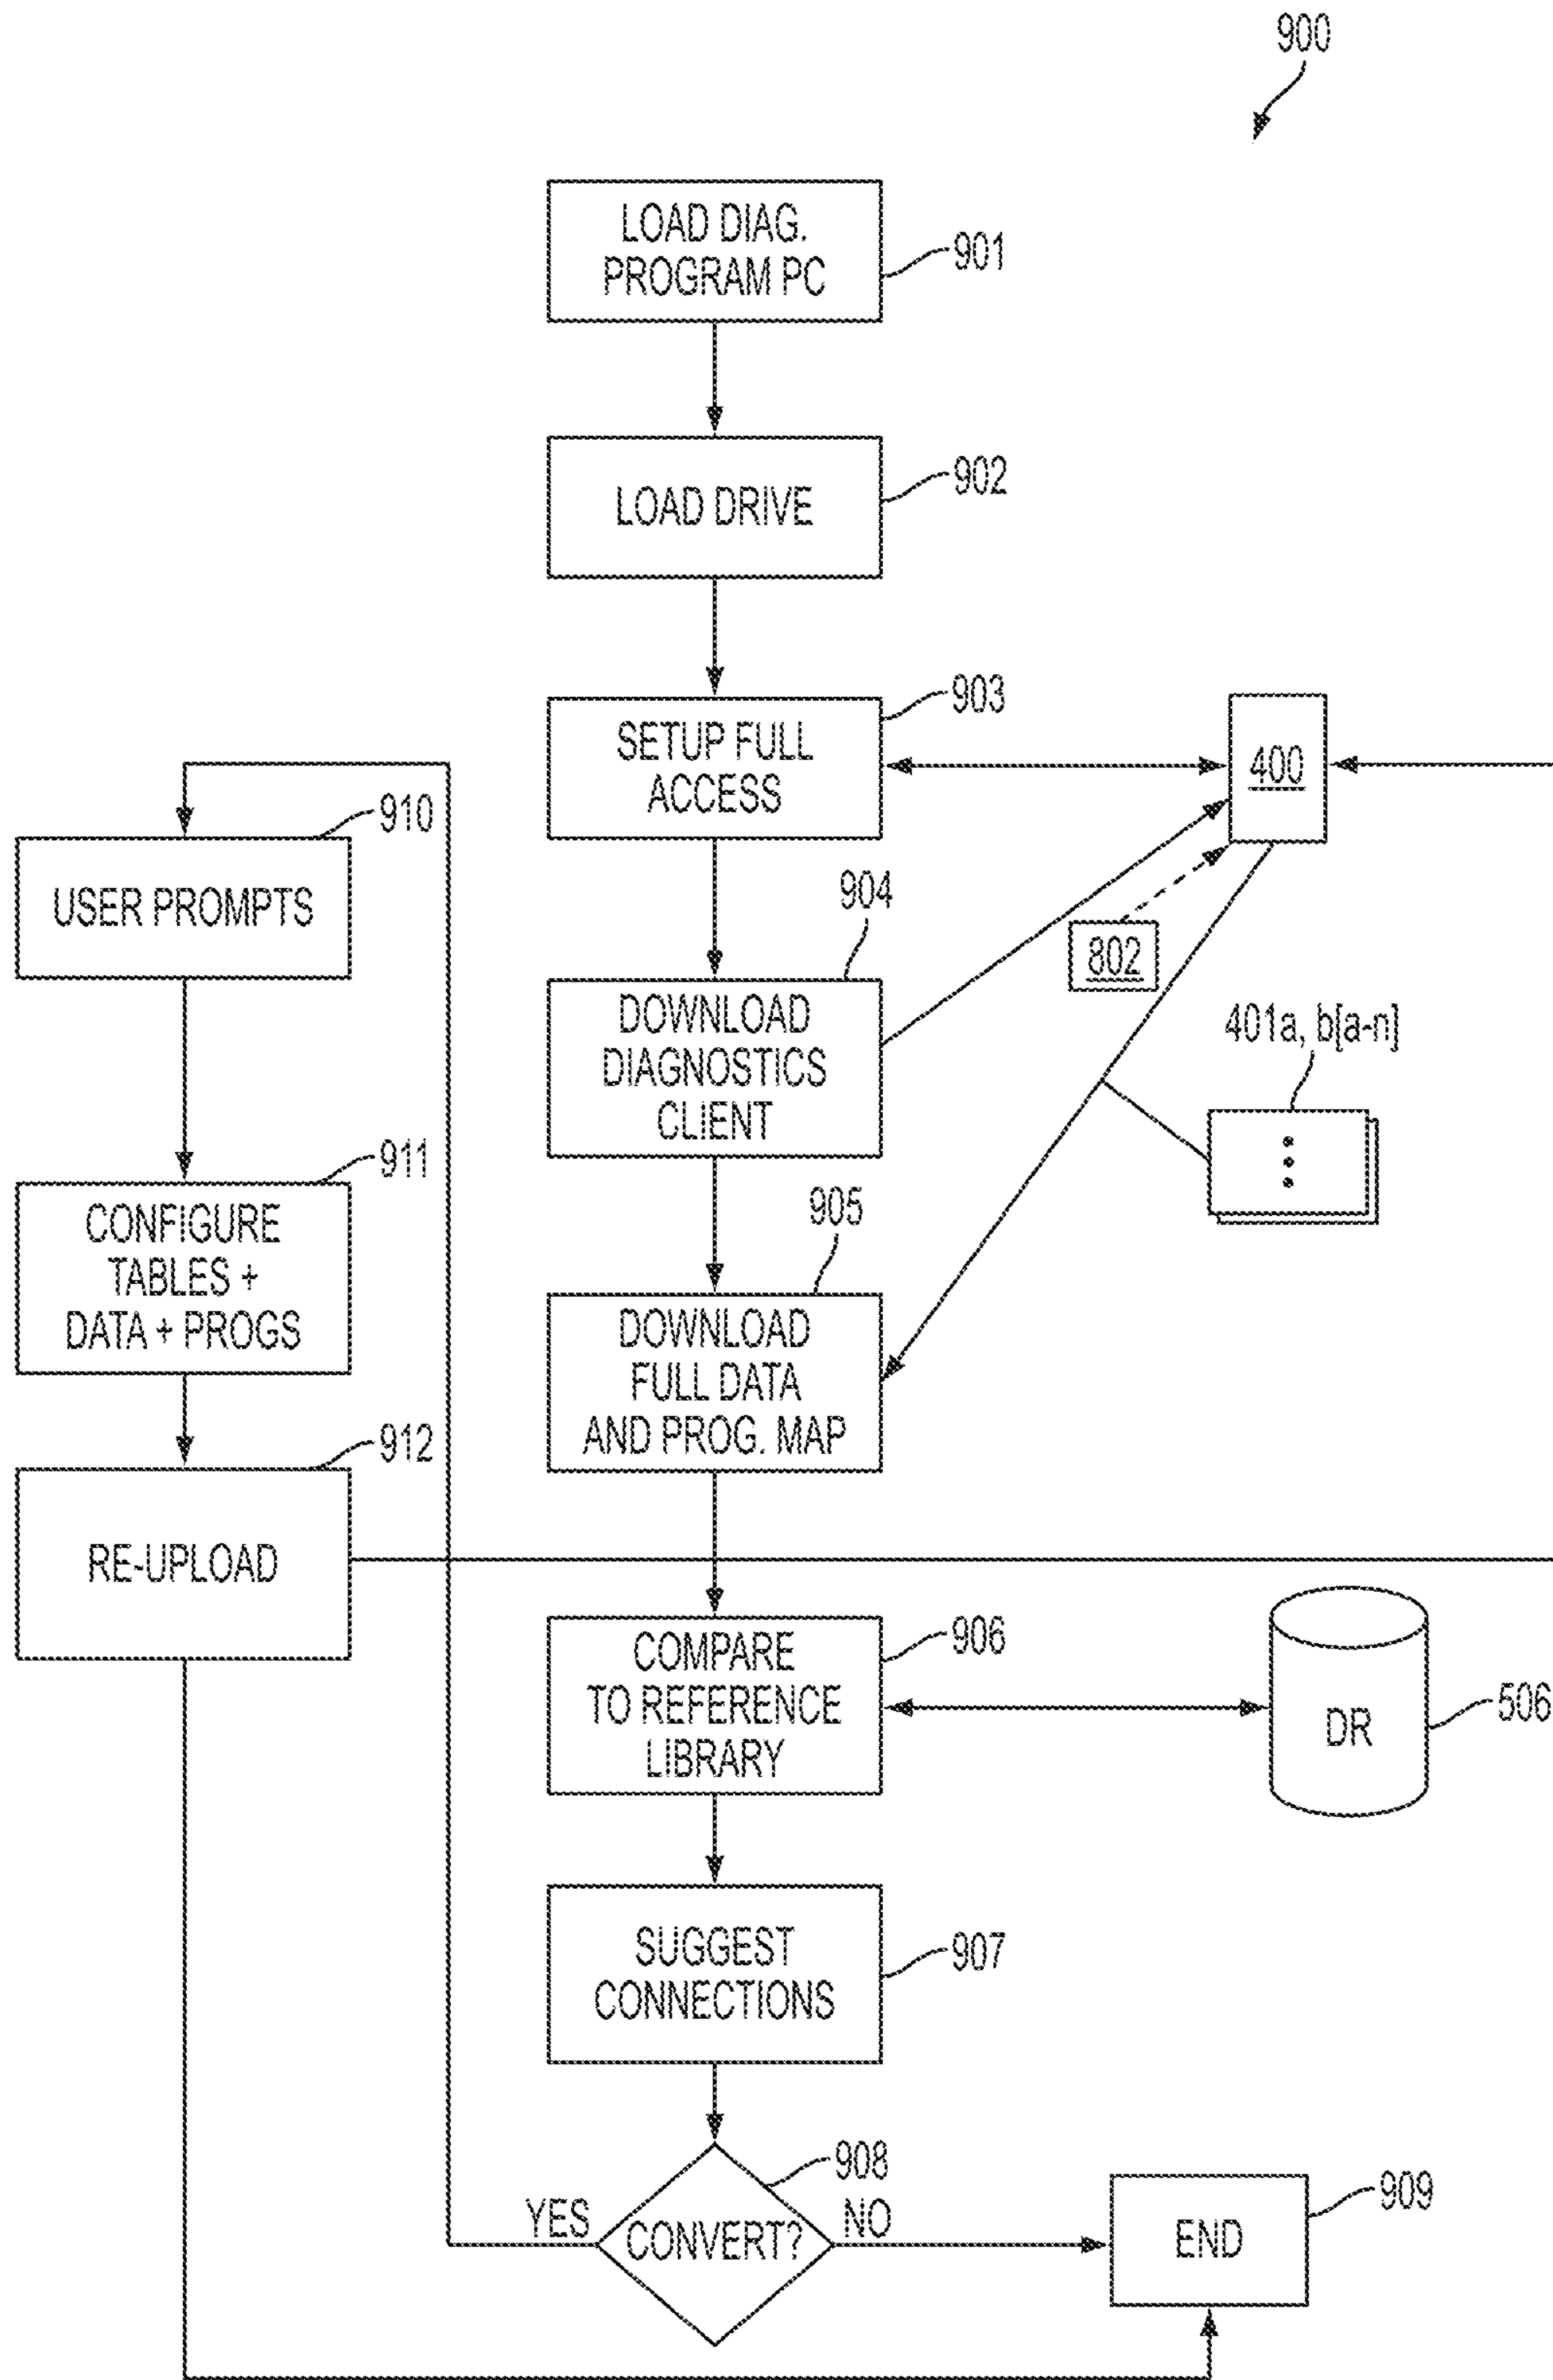 900
LOAD DIAG.
PROGRAM PC
901
LOAD DRIVE
902
SETUP FULL
ACCESS
903
400
USER PROMPTS
910
DOWNLOAD
DIAGNOSTICS
CLIENT
904
802
401a, b[a-n]
CONFIGURE
TABLES +
DATA + PROGS
911
DOWNLOAD
FULL DATA
AND PROG. MAP
905
RE-UPLOAD
912
COMPARE
TO REFERENCE
LIBRARY
906
DR
506
SUGGEST
CONNECTIONS
907
CONVERT?
908
YES
NO
END
909